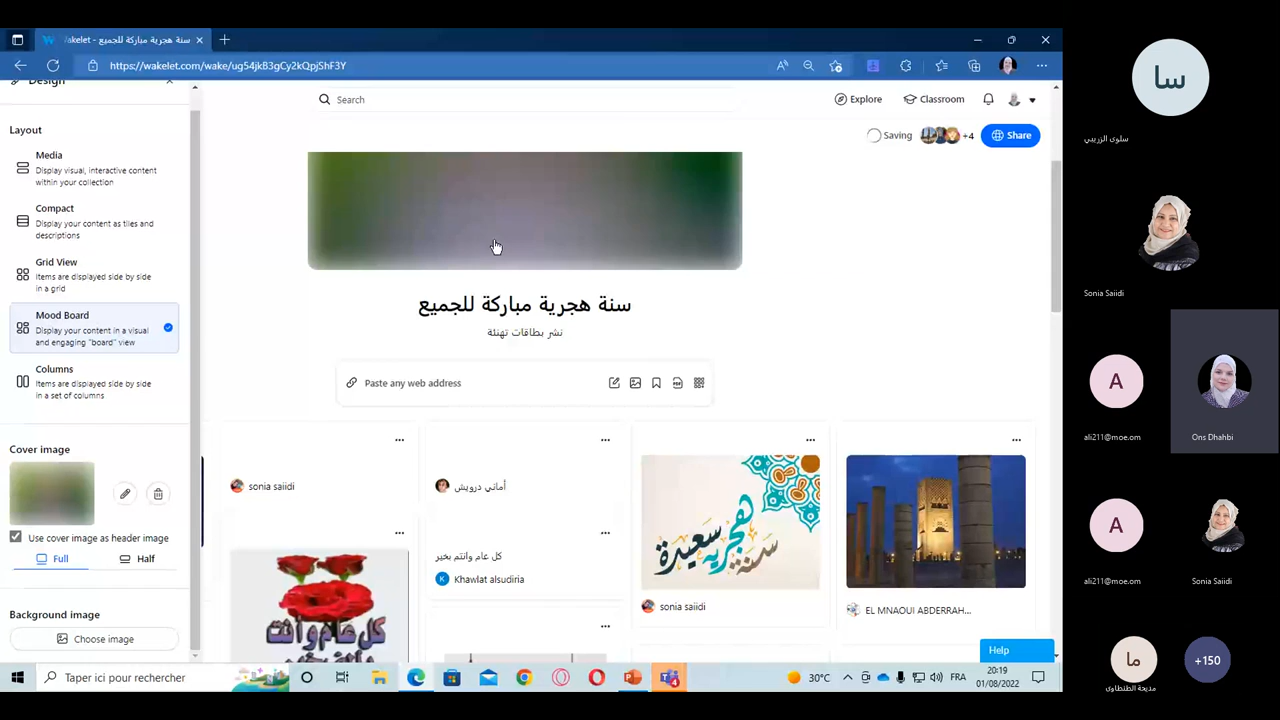 Wakelet - سنة هجرية مباركة للجميع
https://wakelet.com/wake/ug54jkB3gCy2kQpjShF3Y
Design
Search
Explore
Classroom
Saving
+4
Share
Layout
Media
Display visual, interactive content
within your collection
Compact
Display your content as tiles and
descriptions
Grid View
Items are displayed side by side
in a grid
Mood Board
Display your content in a visual
and engaging "board" view
Columns
Items are displayed side by side
in a set of columns
Cover image
Use cover image as header image
Full
Half
Background image
Choose image
سنة هجرية مباركة للجميع
نشر بطاقات تهنئة
Paste any web address
PDF
sonia saiidi
كل عام وأنت
بخير
أماني درويش
كل عام وانتم بخير
K
Khawlat alsudiria
سنة هجرية سعيدة
sonia saiidi
EL MNAOUI ABDERRAH...
Help
Taper ici pour rechercher
30°C
FRA
20:19
01/08/2022
سا
سلوى الزريبي
Sonia Saiidi
A
ali211@moe.om
Ons Dhahbi
A
ali211@moe.om
Sonia Saiidi
ما
مديحة الطنطاوى
+150